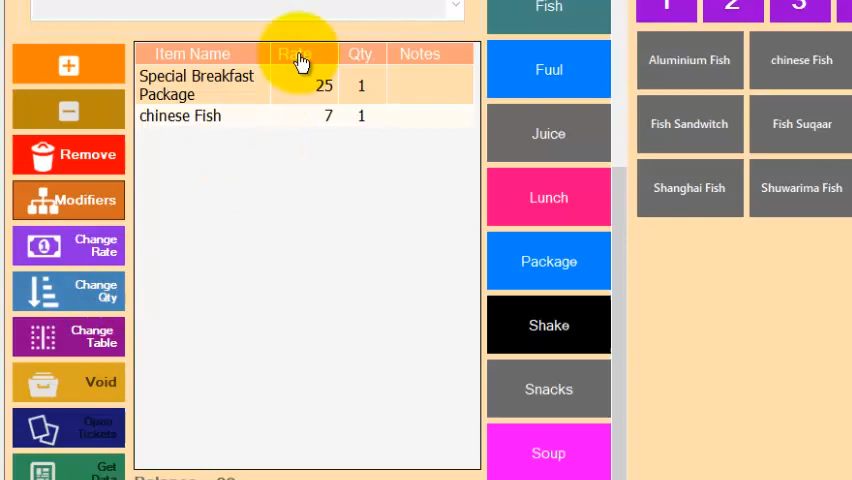 Item Name Rate Qty. Notes
Special Breakfast
Package
25 1
chinese Fish 7 1
Remove
Modifiers
Change
Rate
Change
Qty
Change
Table
Void
Open
Tickets
Get
Data
Fish
Fuul
Juice
Lunch
Package
Shake
Snacks
Soup
1 2 3
Aluminium Fish chinese Fish
Fish Sandwitch Fish Suqaar
Shanghai Fish Shuwarima Fish